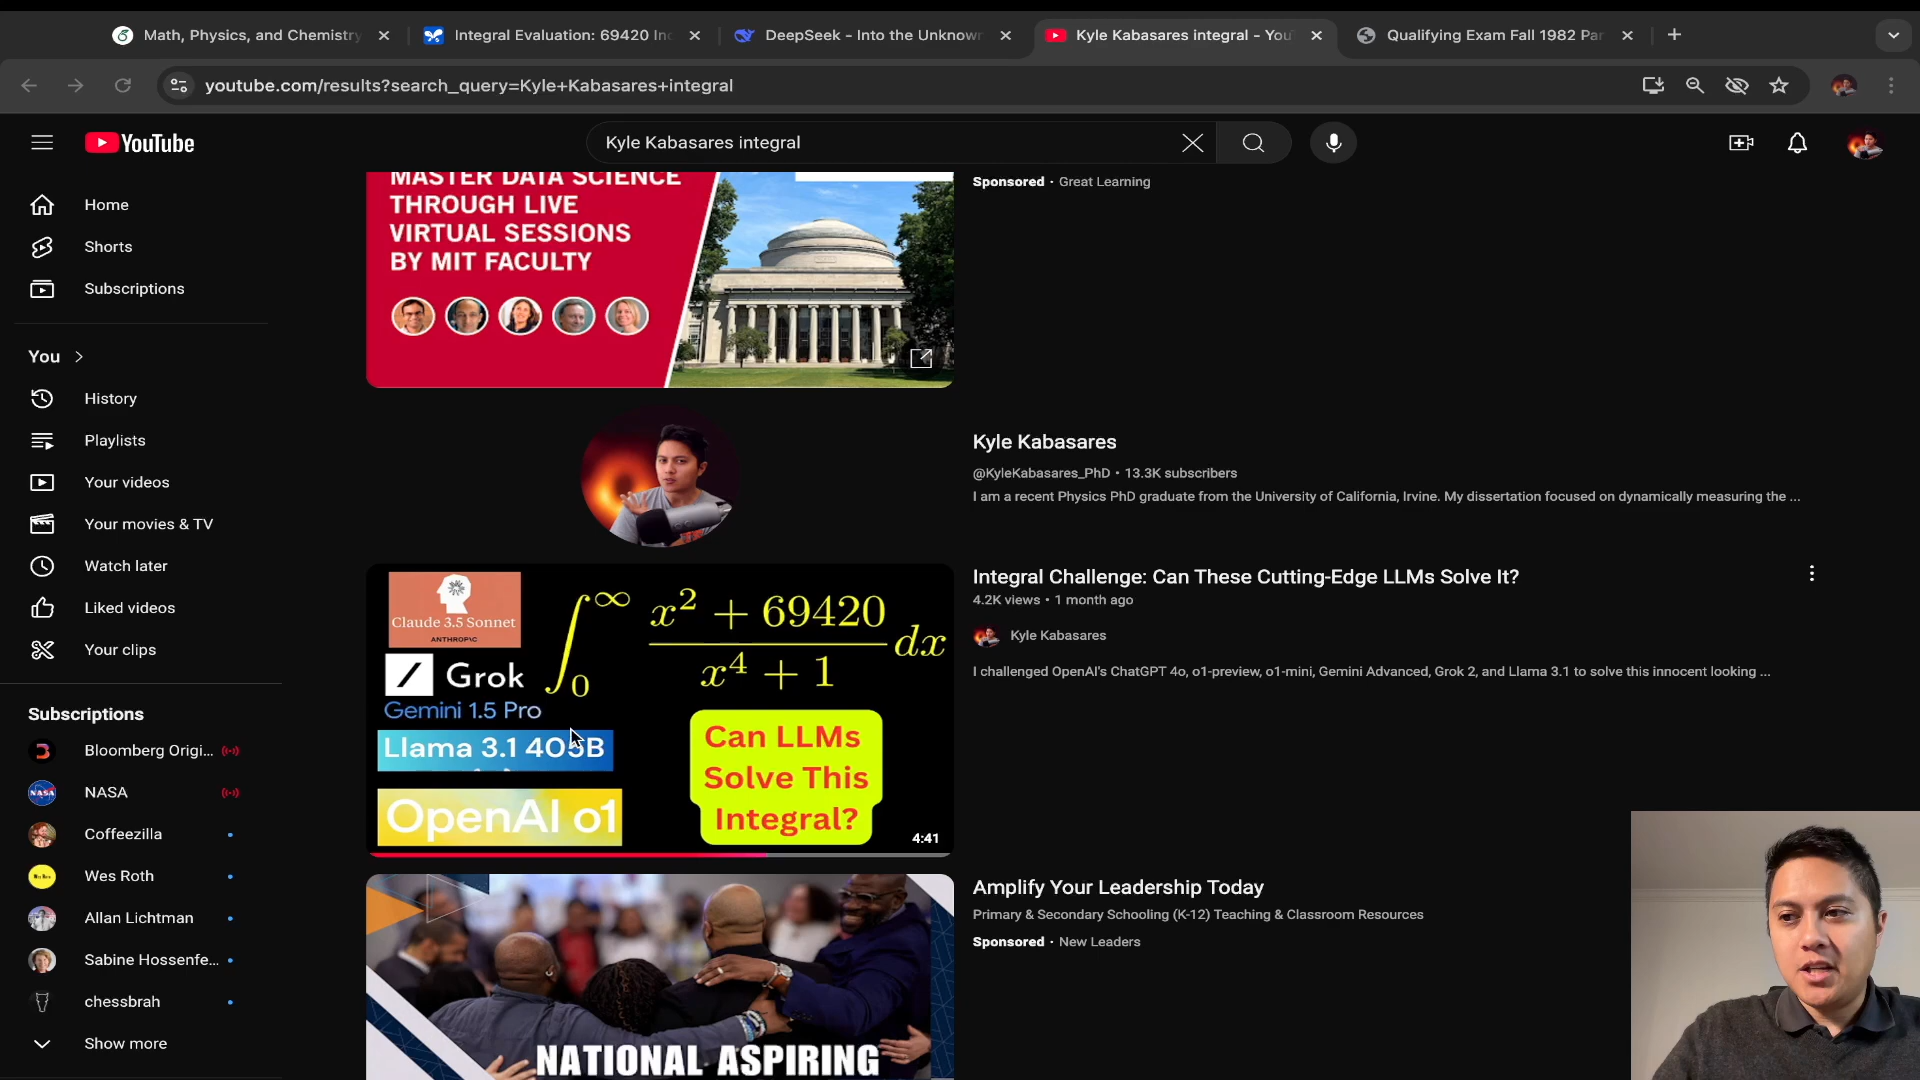 Math, Physics, and Chemistry
Integral Evaluation: 69420 In
DeepSeek - Into the Unknown
Kyle Kabasares integral - You
Qualifying Exam Fall 1982 Par
youtube.com/results?search_query=Kyle+Kabasares+integral
YouTube
Kyle Kabasares integral
Home
Shorts
Subscriptions
You
History
Playlists
Your videos
Your movies & TV
Watch later
Liked videos
Your clips
Subscriptions
Bloomberg Origi...
NASA
Coffeezilla
Wes Roth
Allan Lichtman
Sabine Hossenfe...
chessbrah
Show more
MASTER DATA SCIENCE
THROUGH LIVE
VIRTUAL SESSIONS
BY MIT FACULTY
Sponsored · Great Learning
Kyle Kabasares
@KyleKabasares_PhD • 13.3K subscribers
I am a recent Physics PhD graduate from the University of California, Irvine. My dissertation focused on dynamically measuring the ...
Claude 3.5 Sonnet
ANTHROP\C
Grok
Gemini 1.5 Pro
Llama 3.1 405B
OpenAI o1
∫₀^∞ (x² + 69420)/(x⁴ + 1) dx
Can LLMs
Solve This
Integral?
4:41
Integral Challenge: Can These Cutting-Edge LLMs Solve It?
4.2K views • 1 month ago
Kyle Kabasares
I challenged OpenAI's ChatGPT 4o, o1-preview, o1-mini, Gemini Advanced, Grok 2, and Llama 3.1 to solve this innocent looking ...
NATIONAL ASPIRING
Amplify Your Leadership Today
Primary & Secondary Schooling (K-12) Teaching & Classroom Resources
Sponsored · New Leaders